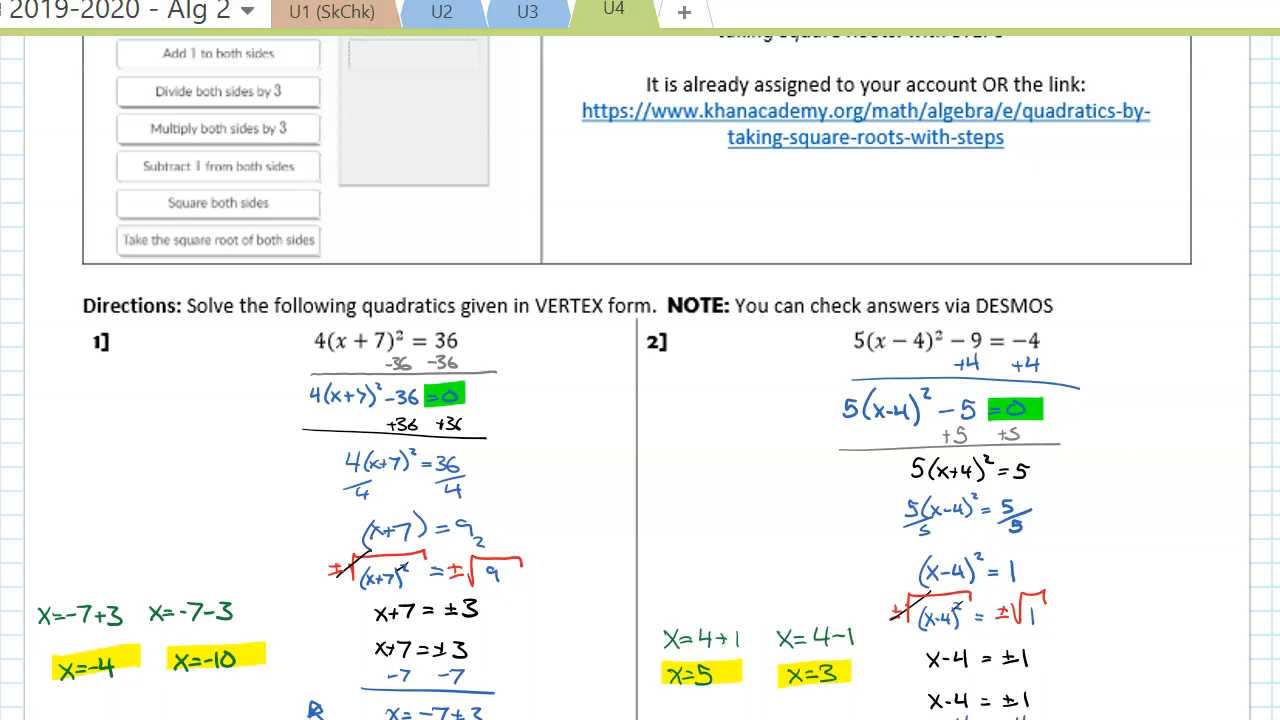 2019-2020 - Alg 2
U1 (SkChk)
U2
U3
U4
+
Add 1 to both sides
Divide both sides by 3
Multiply both sides by 3
Subtract 1 from both sides
Square both sides
Take the square root of both sides
taking square roots: with STEPS
It is already assigned to your account OR the link:
https://www.khanacademy.org/math/algebra/e/quadratics-by-
taking-square-roots-with-steps
Directions: Solve the following quadratics given in VERTEX form. NOTE: You can check answers via DESMOS
1]
4(x + 7)² = 36
-36 -36
4(x+7)² -36 =0
+36 +36
4(x+7)² = 36
/4 /4
(x+7) = 9₂
±√(x+7)² = ±√9
x+7 = ±3
x+7 = ±3
-7 -7
x = -7±3
x=-7+3 x=-7-3
x=-4 x=-10
2]
5(x − 4)² − 9 = −4
+4 +4
5(x-4)² - 5 =0
+5 +5
5(x+4)² = 5
5(x-4)² = 5
/5 /5
(x-4)² = 1
±√(x-4)² = ±√1
x-4 = ±1
x-4 = ±1
x=4+1 x=4-1
x=5 x=3